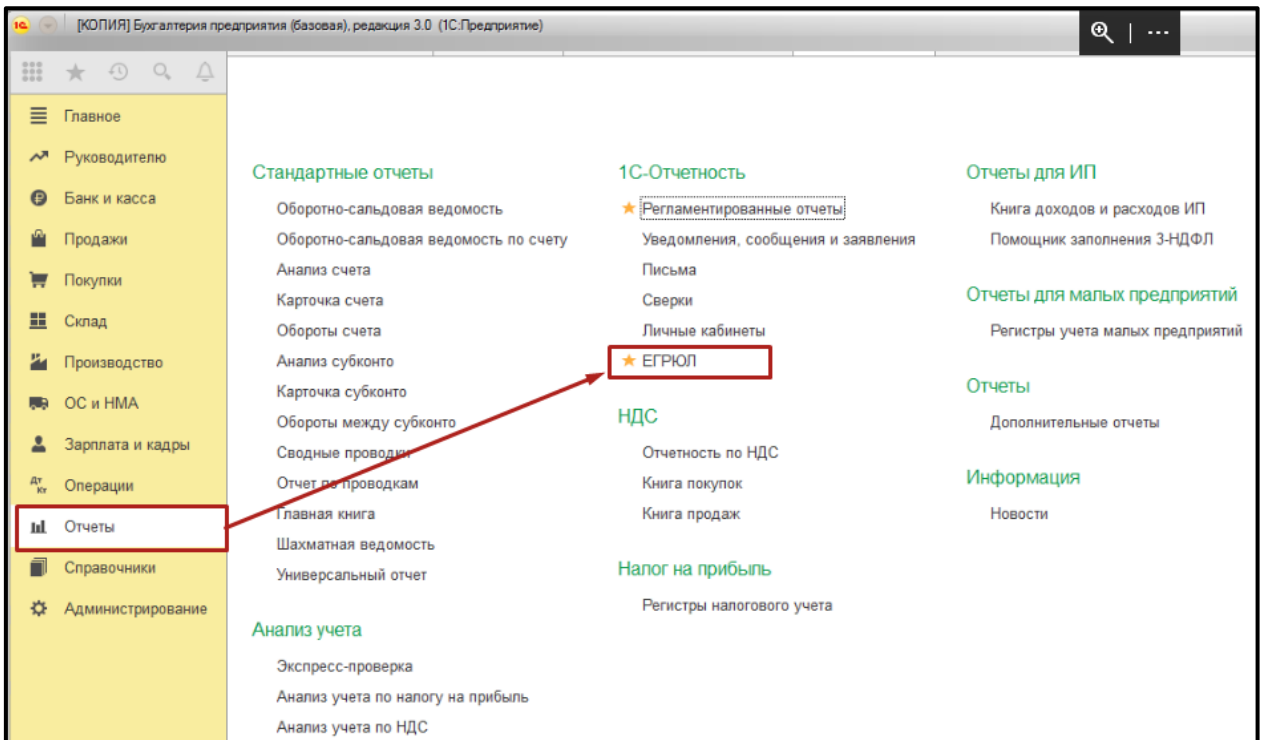 [КОПИЯ] Бухгалтерия предприятия (базовая), редакция 3.0 (1С:Предприятие)
Главное
Руководителю
Банк и касса
Продажи
Покупки
Склад
Производство
ОС и НМА
Зарплата и кадры
Дт Кт
Операции
Отчеты
Справочники
Администрирование
Стандартные отчеты
Оборотно-сальдовая ведомость
Оборотно-сальдовая ведомость по счету
Анализ счета
Карточка счета
Обороты счета
Анализ субконто
Карточка субконто
Обороты между субконто
Сводные проводки
Отчет по проводкам
Главная книга
Шахматная ведомость
Универсальный отчет
Анализ учета
Экспресс-проверка
Анализ учета по налогу на прибыль
Анализ учета по НДС
1С-Отчетность
Регламентированные отчеты
Уведомления, сообщения и заявления
Письма
Сверки
Личные кабинеты
ЕГРЮЛ
НДС
Отчетность по НДС
Книга покупок
Книга продаж
Налог на прибыль
Регистры налогового учета
Отчеты для ИП
Книга доходов и расходов ИП
Помощник заполнения 3-НДФЛ
Отчеты для малых предприятий
Регистры учета малых предприятий
Отчеты
Дополнительные отчеты
Информация
Новости